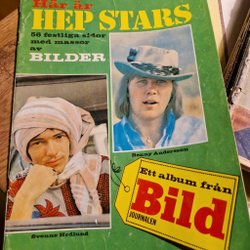 Här är
HEP STARS
56 festliga sidor
med massor
av
BILDER
Benny Andersson
Svenne Hedlund
Ett album från
Bild
JOURNALEN